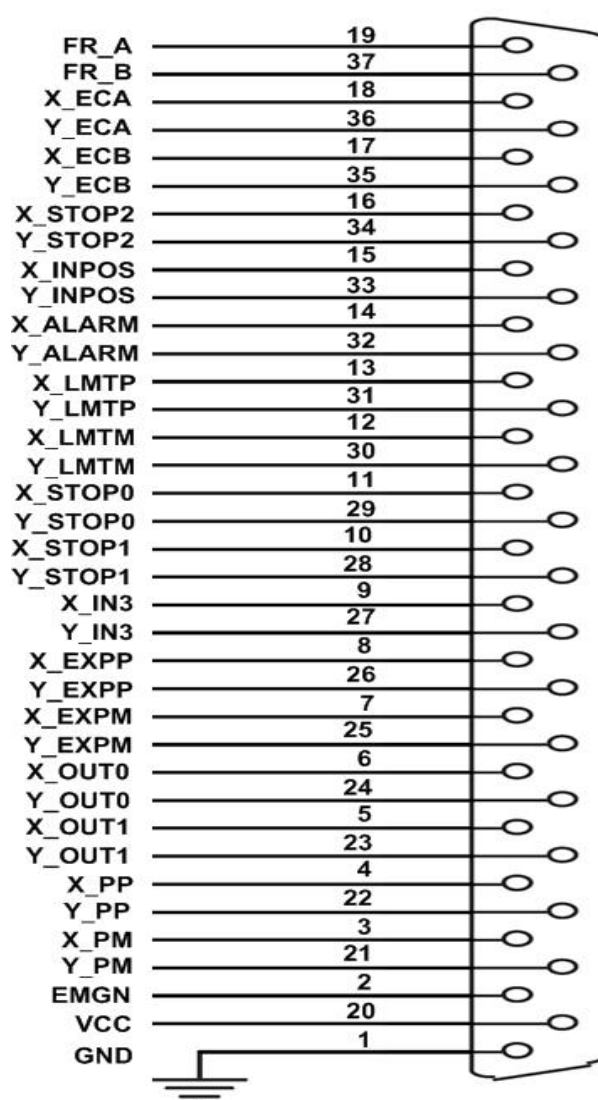 FR_A 19
FR_B 37
X_ECA 18
Y_ECA 36
X_ECB 17
Y_ECB 35
X_STOP2 16
Y_STOP2 34
X_INPOS 15
Y_INPOS 33
X_ALARM 14
Y_ALARM 32
X_LMTP 13
Y_LMTP 31
X_LMTM 12
Y_LMTM 30
X_STOP0 11
Y_STOP0 29
X_STOP1 10
Y_STOP1 28
X_IN3 9
Y_IN3 27
X_EXPP 8
Y_EXPP 26
X_EXPM 7
Y_EXPM 25
X_OUT0 6
Y_OUT0 24
X_OUT1 5
Y_OUT1 23
X_PP 4
Y_PP 22
X_PM 3
Y_PM 21
EMGN 2
VCC 20
GND 1